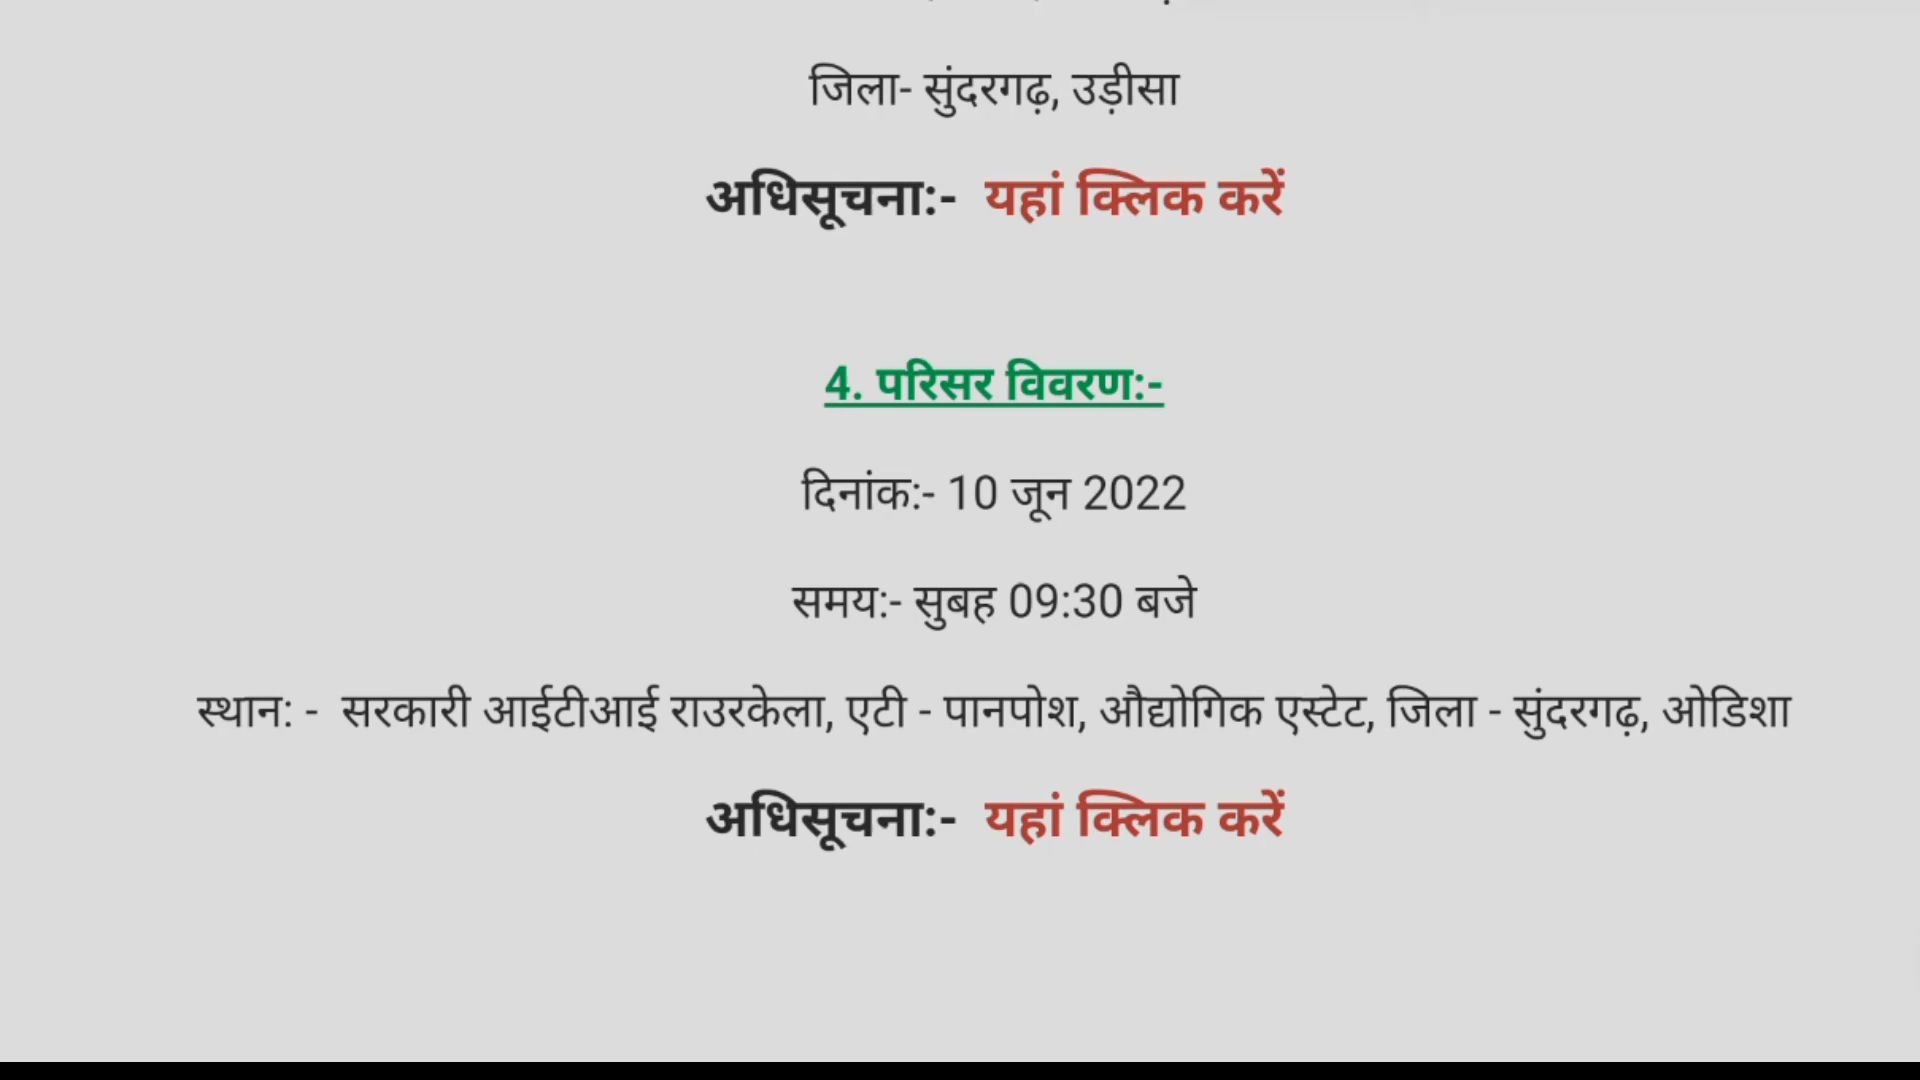 जिला- सुंदरगढ़, उड़ीसा
अधिसूचना:- यहां क्लिक करें
4. परिसर विवरण:-
दिनांक:- 10 जून 2022
समय:- सुबह 09:30 बजे
स्थान: - सरकारी आईटीआई राउरकेला, एटी - पानपोश, औद्योगिक एस्टेट, जिला - सुंदरगढ़, ओडिशा
अधिसूचना:- यहां क्लिक करें